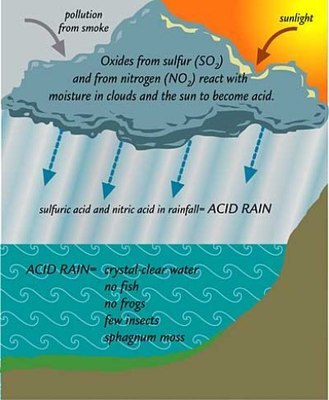 pollution
from smoke
sunlight
Oxides from sulfur (SO₂)
and from nitrogen (NO₂) react with
moisture in clouds and the sun to become acid.
sulfuric acid and nitric acid in rainfall= ACID RAIN
ACID RAIN= crystal-clear water
no fish
no frogs
few insects
sphagnum moss